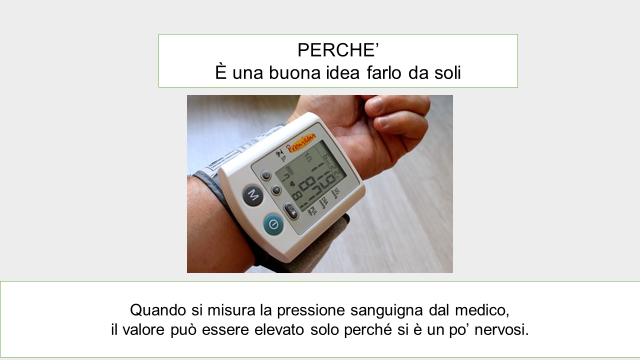 PERCHE’
È una buona idea farlo da soli
M
Quando si misura la pressione sanguigna dal medico,
il valore può essere elevato solo perché si è un po’ nervosi.